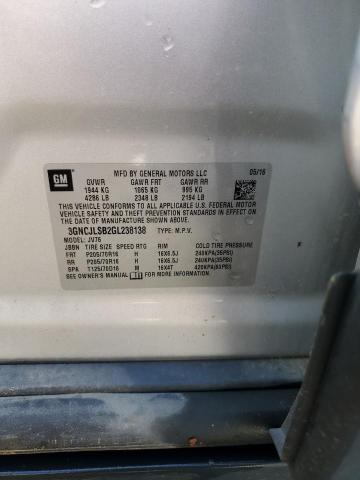 GM
MFD BY GENERAL MOTORS LLC 05/16
GVWR GAWR FRT GAWR RR
1944 KG 1065 KG 995 KG
4286 LB 2348 LB 2194 LB
THIS VEHICLE CONFORMS TO ALL APPLICABLE U.S. FEDERAL MOTOR
VEHICLE SAFETY AND THEFT PREVENTION STANDARDS IN EFFECT ON THE
DATE OF MANUFACTURE SHOWN ABOVE.
3GNCJLSB2GL238138 TYPE: M.P.V.
MODEL: JV76
JBBN TIRE SIZE SPEED RTG RIM COLD TIRE PRESSURE
FRT P205/70R16 H 16X6.5J 240KPA(35PSI)
RR P205/70R16 H 16X6.5J 240KPA(35PSI)
SPA T125/70D16 M 16X4T 420KPA(60PSI)
SEE OWNER'S MANUAL FOR ADDITIONAL INFORMATION.